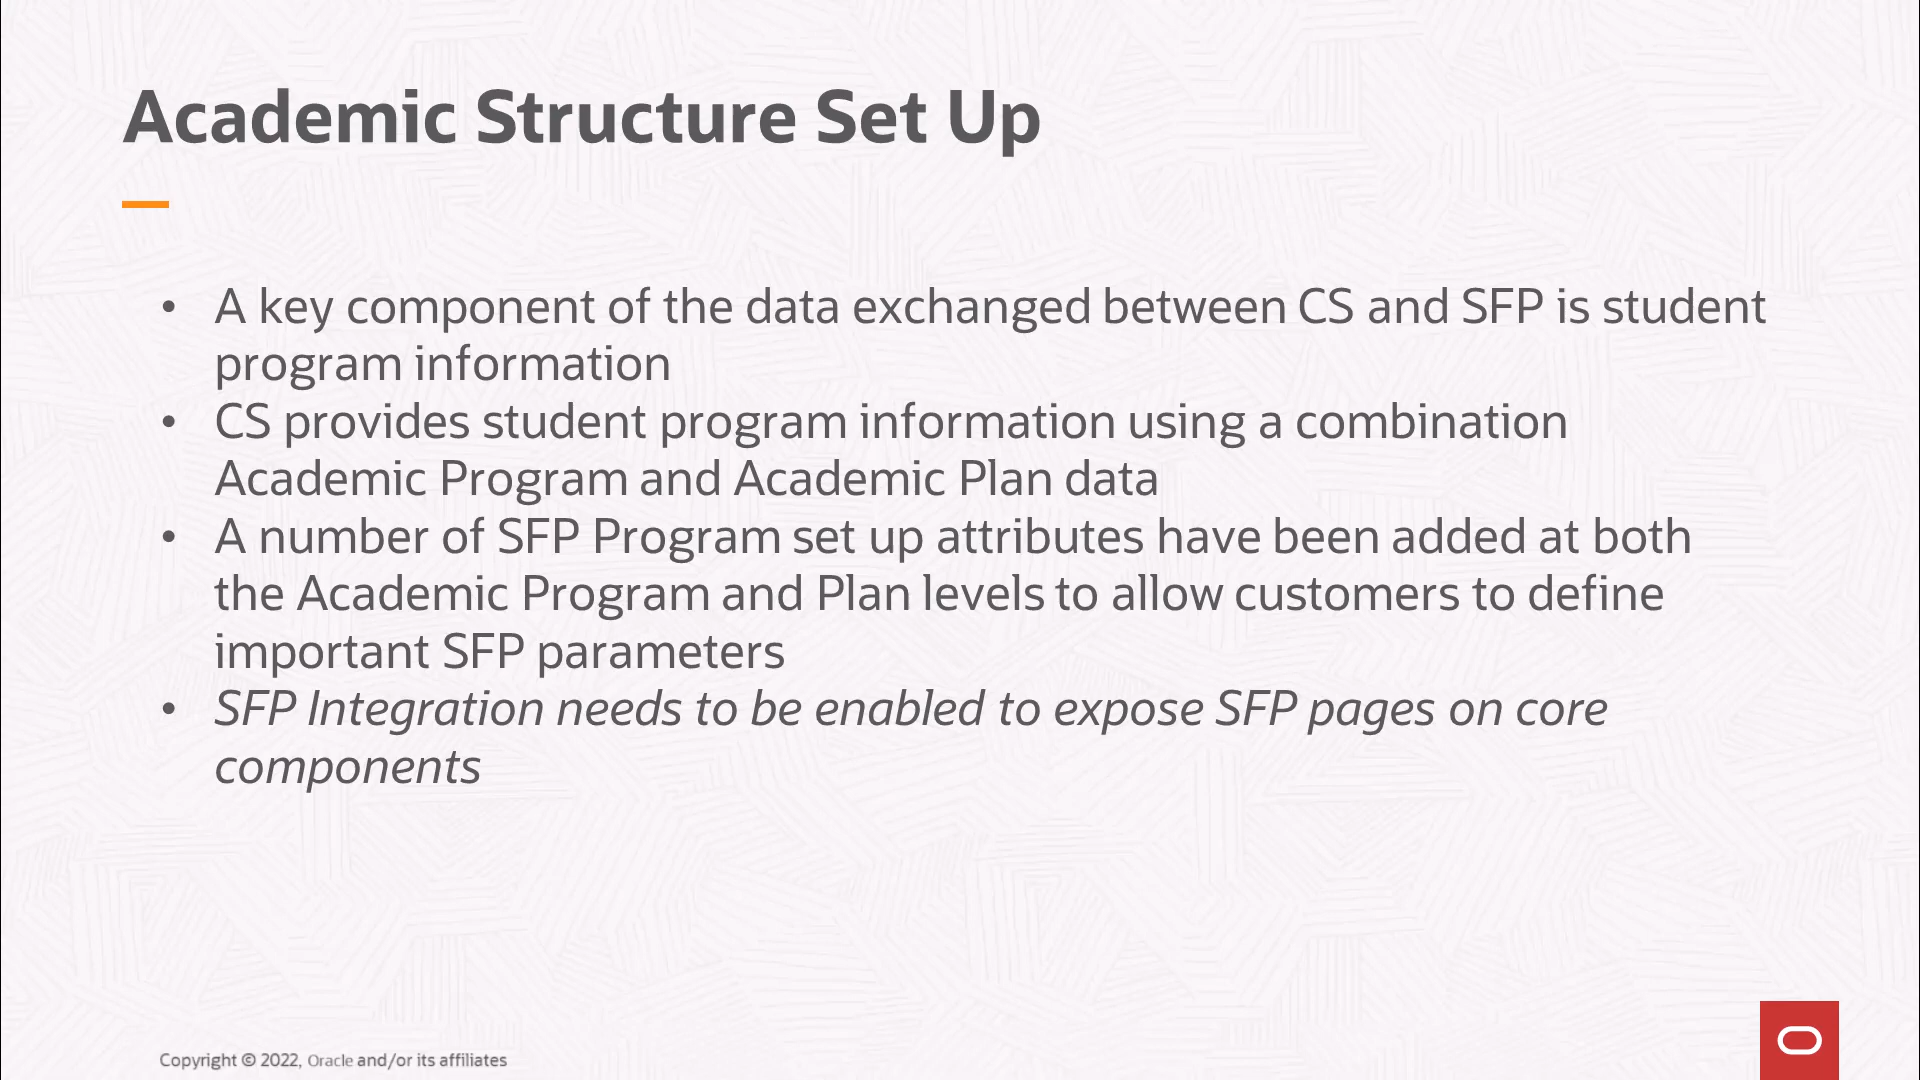 Academic Structure Set Up
• A key component of the data exchanged between CS and SFP is student
program information
• CS provides student program information using a combination
Academic Program and Academic Plan data
• A number of SFP Program set up attributes have been added at both
the Academic Program and Plan levels to allow customers to define
important SFP parameters
• SFP Integration needs to be enabled to expose SFP pages on core
components
Copyright © 2022, Oracle and/or its affiliates